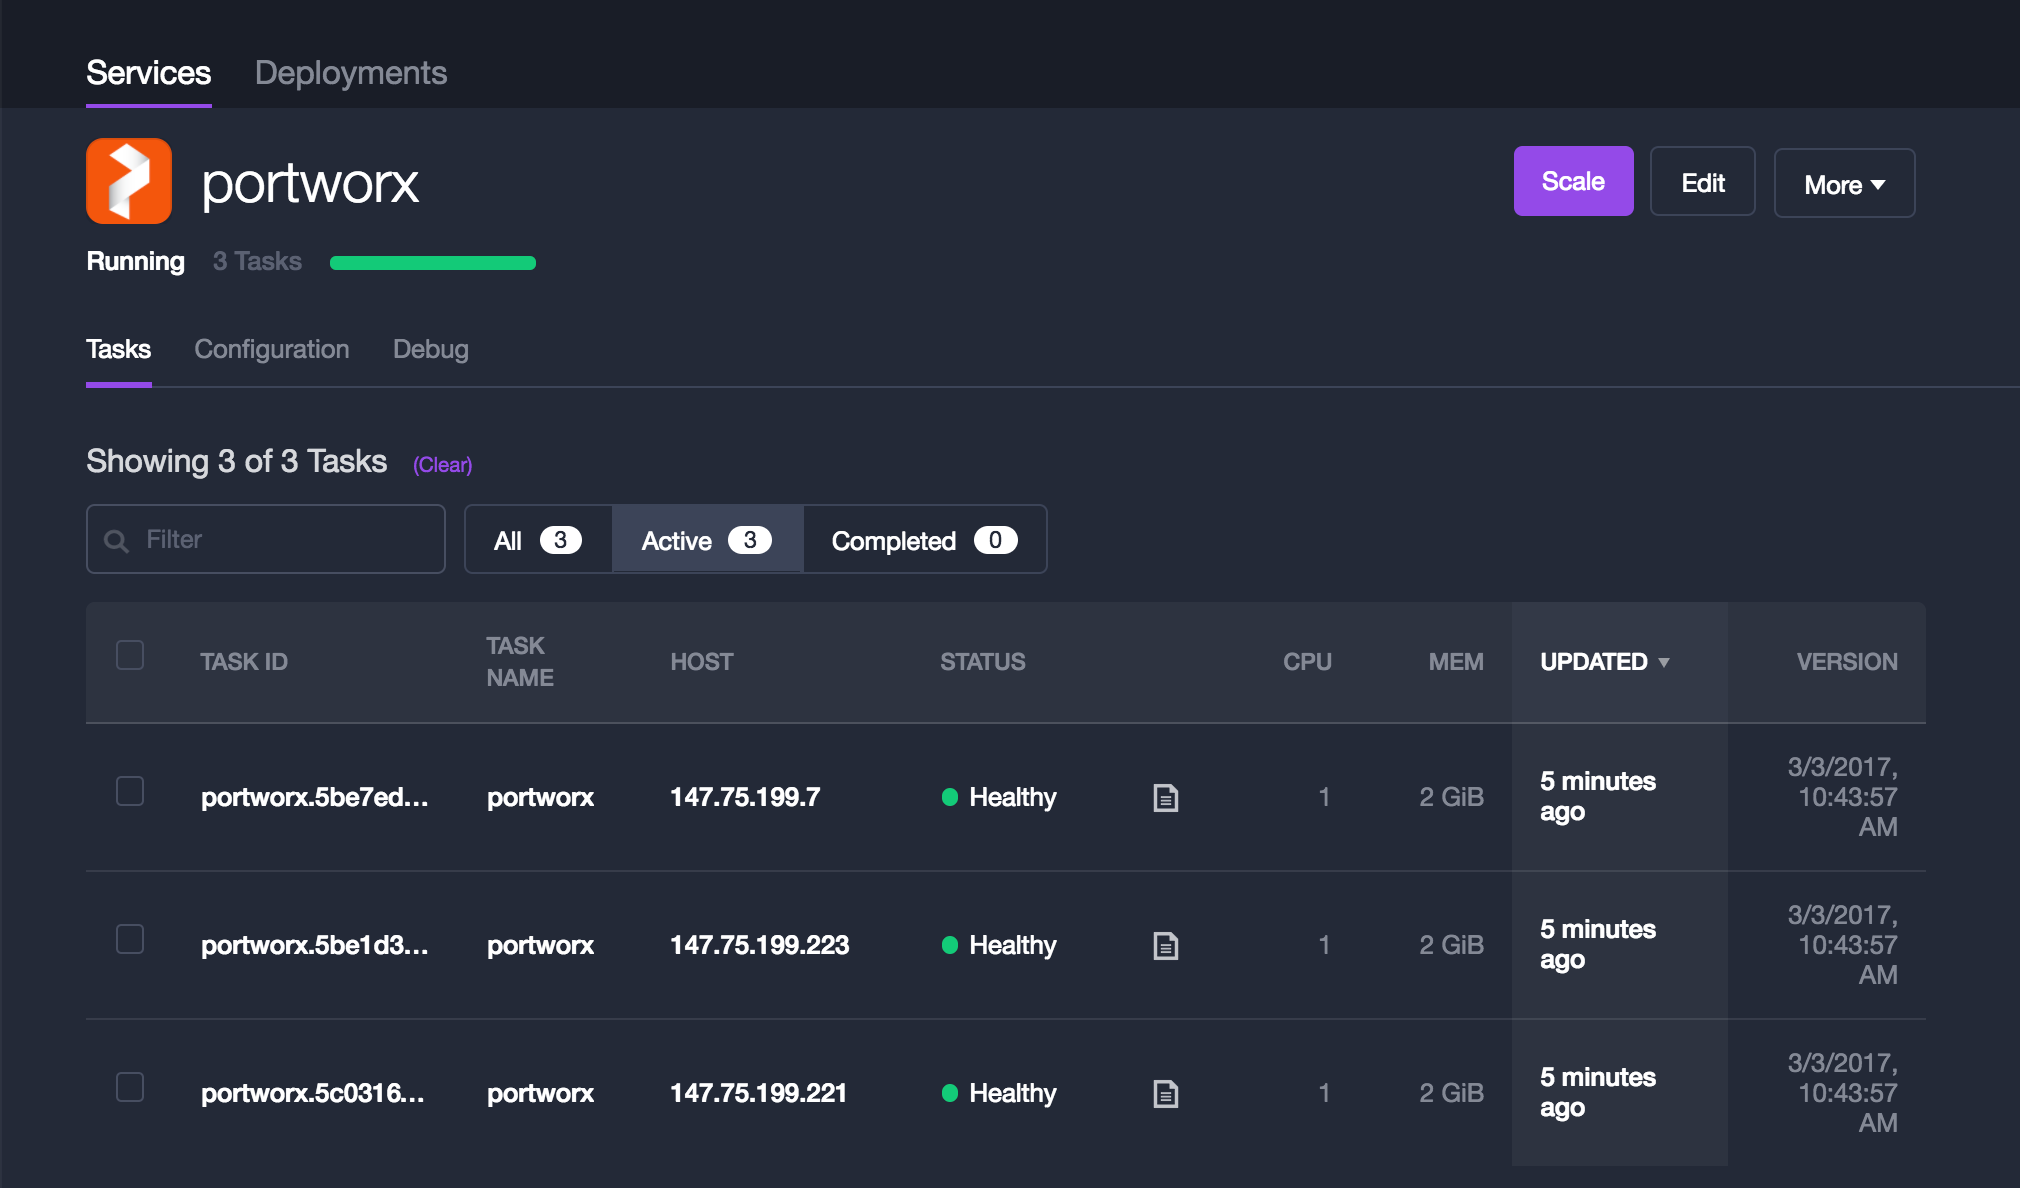 Services Deployments
portworx
Scale Edit More
Running 3 Tasks
Tasks Configuration Debug
Showing 3 of 3 Tasks (Clear)
Filter All 3 Active 3 Completed 0
TASK ID TASK NAME HOST STATUS CPU MEM UPDATED VERSION
portworx.5be7ed... portworx 147.75.199.7 Healthy 1 2 GiB 5 minutes ago 3/3/2017, 10:43:57 AM
portworx.5be1d3... portworx 147.75.199.223 Healthy 1 2 GiB 5 minutes ago 3/3/2017, 10:43:57 AM
portworx.5c0316... portworx 147.75.199.221 Healthy 1 2 GiB 5 minutes ago 3/3/2017, 10:43:57 AM